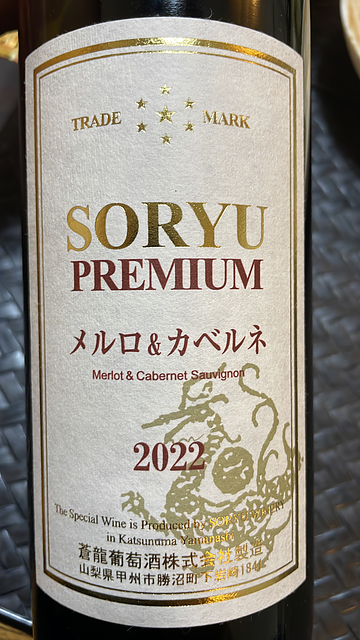 TRADE MARK
SORYU
PREMIUM
メルロ&カベルネ
Merlot & Cabernet Sauvignon
2022
The Special Wine is Produced by SORYU WINERY
in Katsunuma Yamanashi
蒼龍葡萄酒株式会社製造
山梨県甲州市勝沼町下岩崎1841